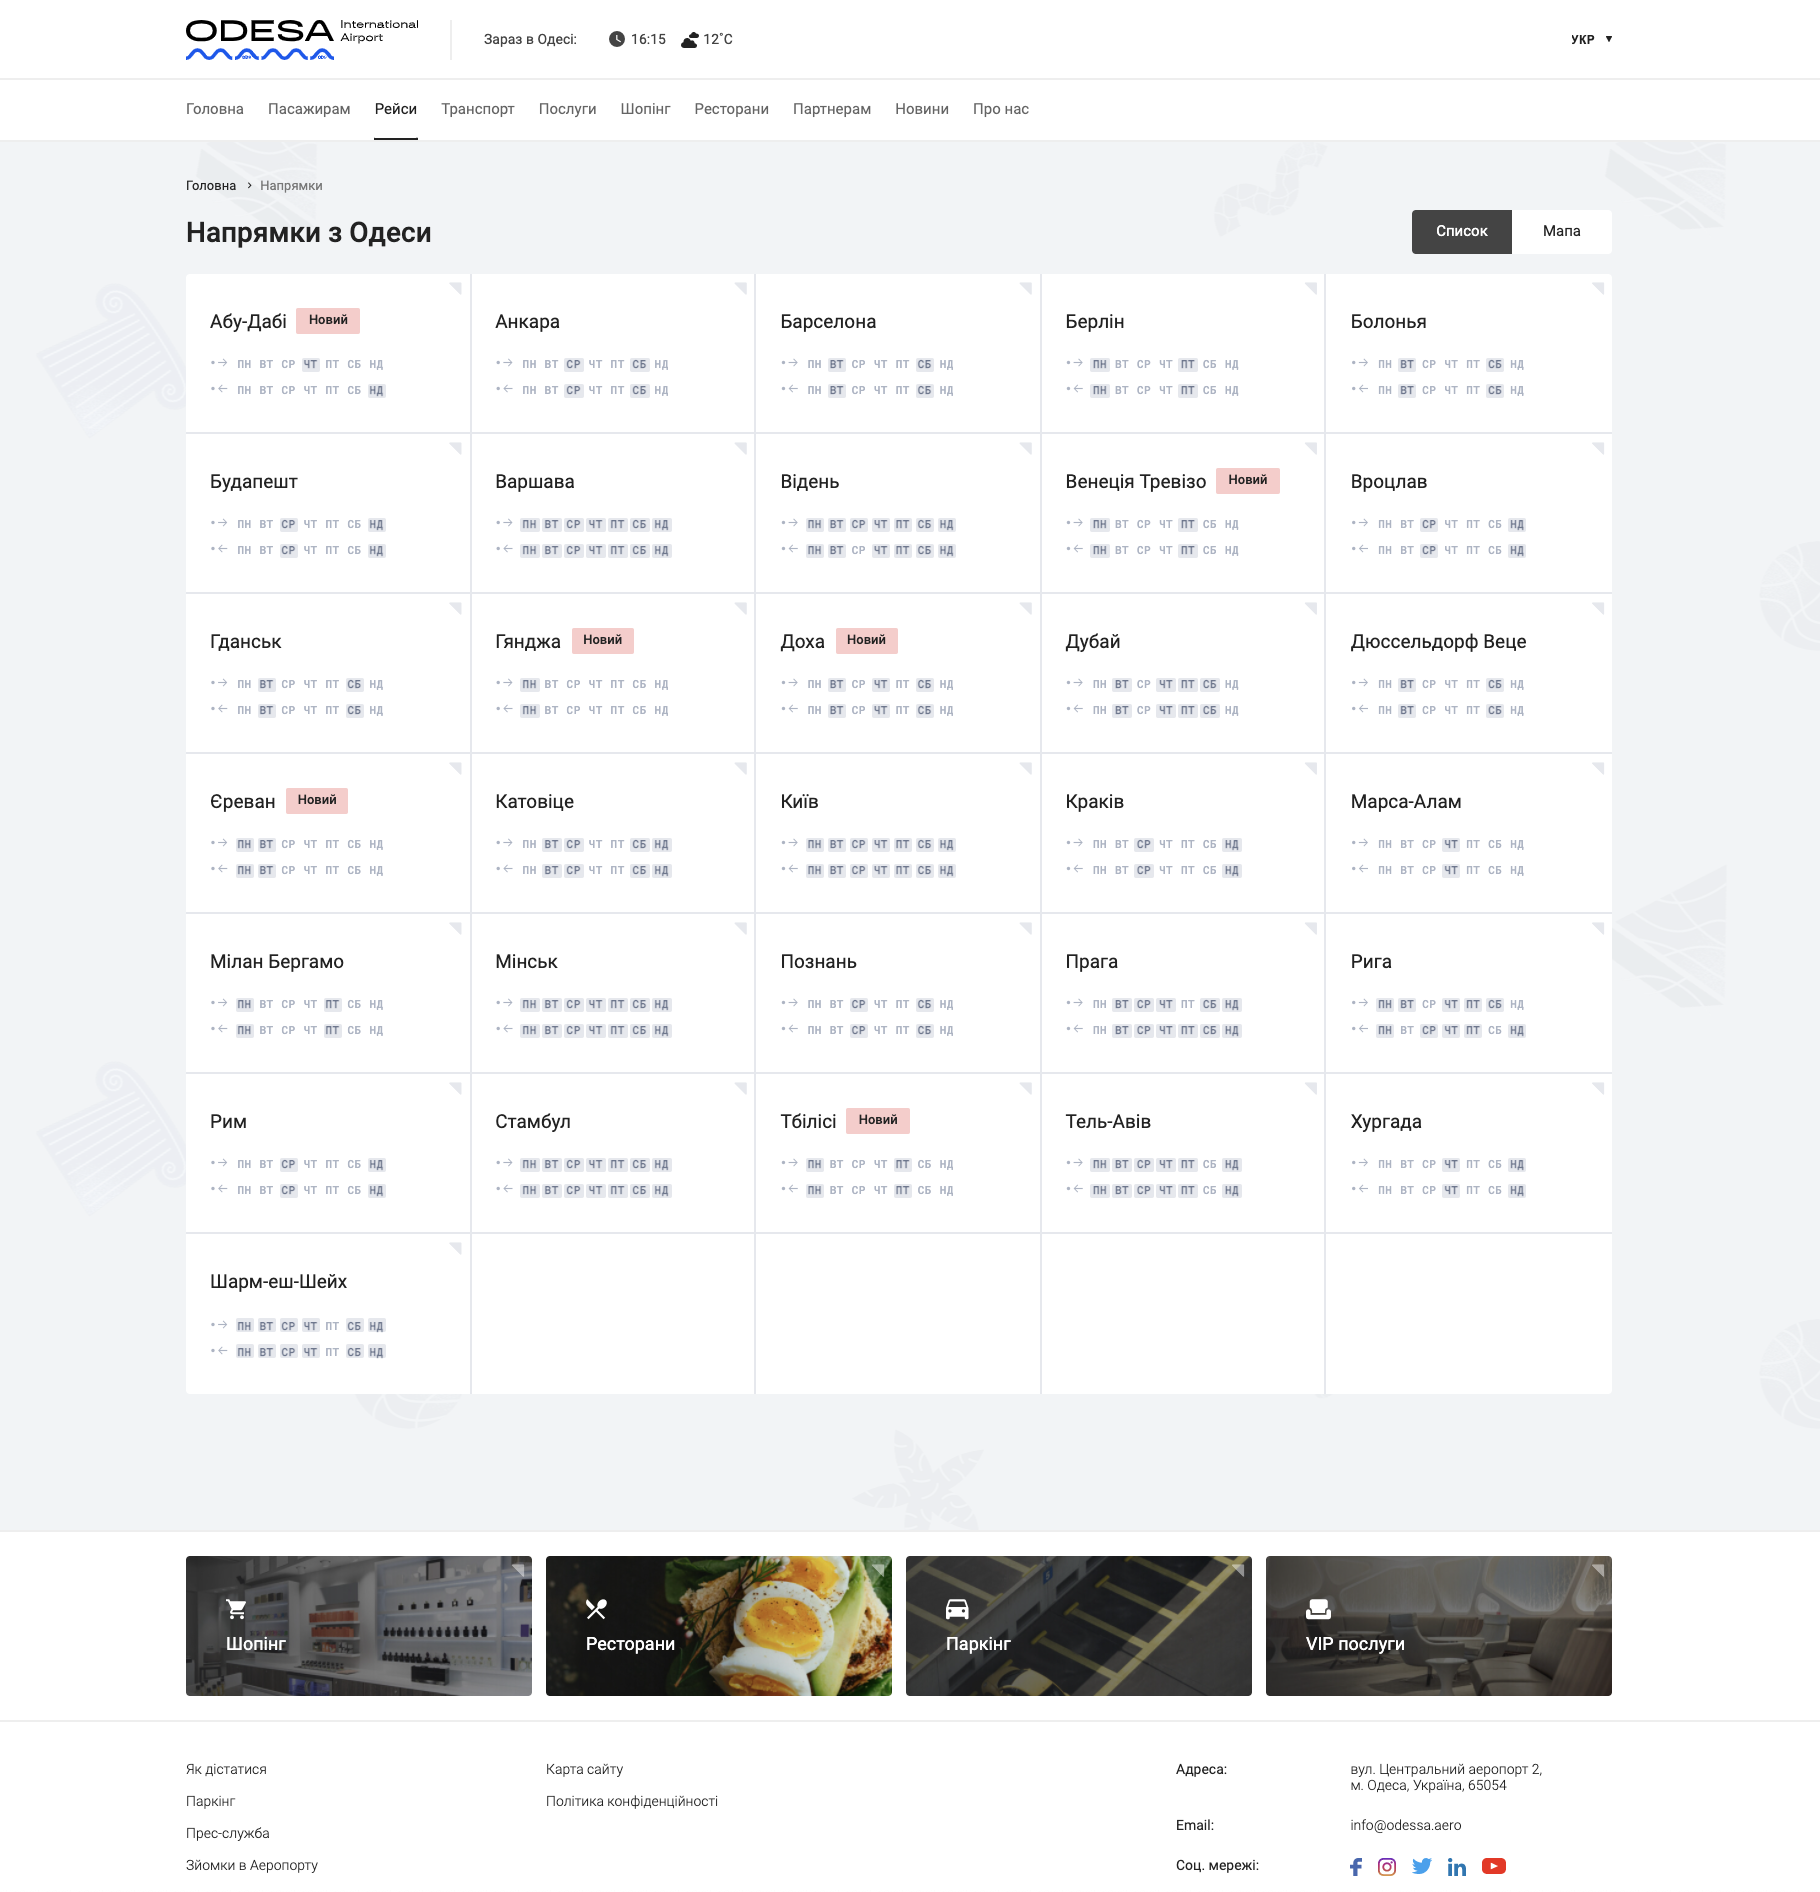 ODESA International
Airport
Зараз в Одесі: 16:15 12˚C
УКР
Головна Пасажирам Рейси Транспорт Послуги Шопінг Ресторани Партнерам Новини Про нас
Головна › Напрямки
Напрямки з Одеси
Список Мапа
Абу-Дабі Новий
ПН ВТ СР ЧТ ПТ СБ НД
ПН ВТ СР ЧТ ПТ СБ НД
Анкара
ПН ВТ СР ЧТ ПТ СБ НД
ПН ВТ СР ЧТ ПТ СБ НД
Барселона
ПН ВТ СР ЧТ ПТ СБ НД
ПН ВТ СР ЧТ ПТ СБ НД
Берлін
ПН ВТ СР ЧТ ПТ СБ НД
ПН ВТ СР ЧТ ПТ СБ НД
Болонья
ПН ВТ СР ЧТ ПТ СБ НД
ПН ВТ СР ЧТ ПТ СБ НД
Будапешт
ПН ВТ СР ЧТ ПТ СБ НД
ПН ВТ СР ЧТ ПТ СБ НД
Варшава
ПН ВТ СР ЧТ ПТ СБ НД
ПН ВТ СР ЧТ ПТ СБ НД
Відень
ПН ВТ СР ЧТ ПТ СБ НД
ПН ВТ СР ЧТ ПТ СБ НД
Венеція Тревізо Новий
ПН ВТ СР ЧТ ПТ СБ НД
ПН ВТ СР ЧТ ПТ СБ НД
Вроцлав
ПН ВТ СР ЧТ ПТ СБ НД
ПН ВТ СР ЧТ ПТ СБ НД
Гданськ
ПН ВТ СР ЧТ ПТ СБ НД
ПН ВТ СР ЧТ ПТ СБ НД
Гянджа Новий
ПН ВТ СР ЧТ ПТ СБ НД
ПН ВТ СР ЧТ ПТ СБ НД
Доха Новий
ПН ВТ СР ЧТ ПТ СБ НД
ПН ВТ СР ЧТ ПТ СБ НД
Дубай
ПН ВТ СР ЧТ ПТ СБ НД
ПН ВТ СР ЧТ ПТ СБ НД
Дюссельдорф Веце
ПН ВТ СР ЧТ ПТ СБ НД
ПН ВТ СР ЧТ ПТ СБ НД
Єреван Новий
ПН ВТ СР ЧТ ПТ СБ НД
ПН ВТ СР ЧТ ПТ СБ НД
Катовіце
ПН ВТ СР ЧТ ПТ СБ НД
ПН ВТ СР ЧТ ПТ СБ НД
Київ
ПН ВТ СР ЧТ ПТ СБ НД
ПН ВТ СР ЧТ ПТ СБ НД
Краків
ПН ВТ СР ЧТ ПТ СБ НД
ПН ВТ СР ЧТ ПТ СБ НД
Марса-Алам
ПН ВТ СР ЧТ ПТ СБ НД
ПН ВТ СР ЧТ ПТ СБ НД
Мілан Бергамо
ПН ВТ СР ЧТ ПТ СБ НД
ПН ВТ СР ЧТ ПТ СБ НД
Мінськ
ПН ВТ СР ЧТ ПТ СБ НД
ПН ВТ СР ЧТ ПТ СБ НД
Познань
ПН ВТ СР ЧТ ПТ СБ НД
ПН ВТ СР ЧТ ПТ СБ НД
Прага
ПН ВТ СР ЧТ ПТ СБ НД
ПН ВТ СР ЧТ ПТ СБ НД
Рига
ПН ВТ СР ЧТ ПТ СБ НД
ПН ВТ СР ЧТ ПТ СБ НД
Рим
ПН ВТ СР ЧТ ПТ СБ НД
ПН ВТ СР ЧТ ПТ СБ НД
Стамбул
ПН ВТ СР ЧТ ПТ СБ НД
ПН ВТ СР ЧТ ПТ СБ НД
Тбілісі Новий
ПН ВТ СР ЧТ ПТ СБ НД
ПН ВТ СР ЧТ ПТ СБ НД
Тель-Авів
ПН ВТ СР ЧТ ПТ СБ НД
ПН ВТ СР ЧТ ПТ СБ НД
Хургада
ПН ВТ СР ЧТ ПТ СБ НД
ПН ВТ СР ЧТ ПТ СБ НД
Шарм-еш-Шейх
ПН ВТ СР ЧТ ПТ СБ НД
ПН ВТ СР ЧТ ПТ СБ НД
Шопінг
Ресторани
Паркінг
VIP послуги
Як дістатися
Паркінг
Прес-служба
Зйомки в Аеропорту
Карта сайту
Політика конфіденційності
Адреса: вул. Центральний аеропорт 2,
м. Одеса, Україна, 65054
Email: info@odessa.aero
Соц. мережі: